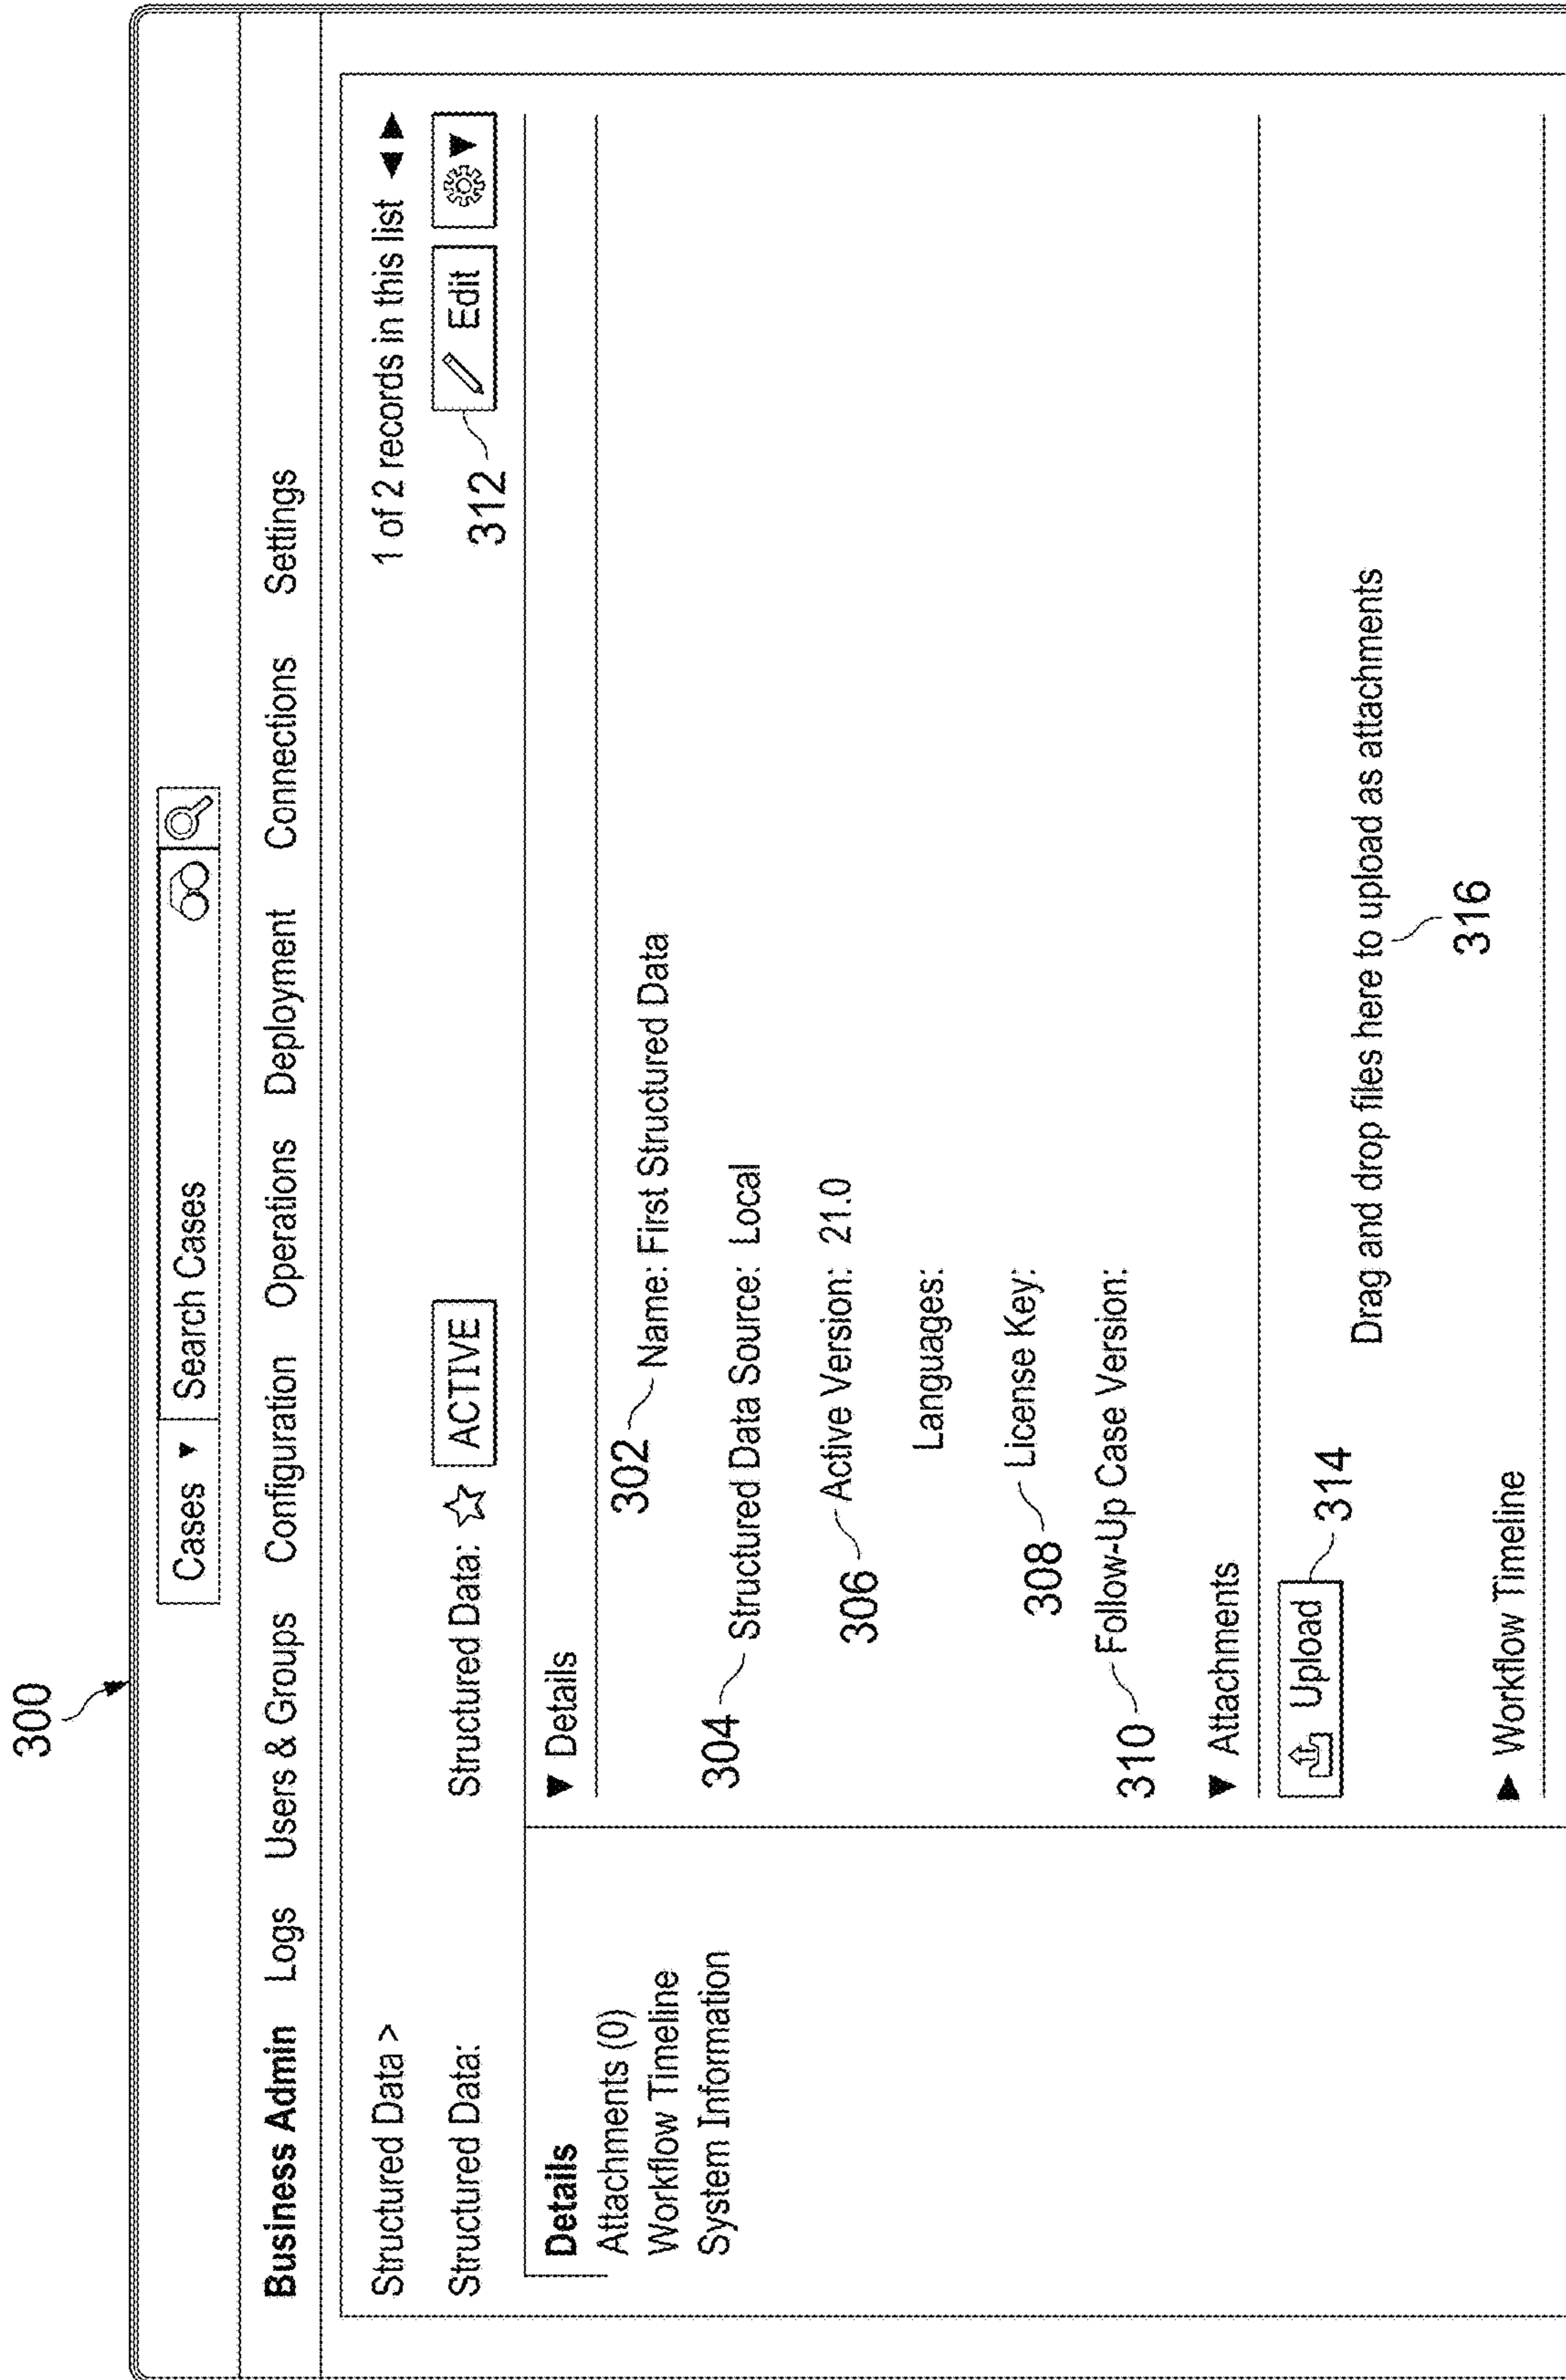 300
Cases ▼ Search Cases
Business Admin Logs Users & Groups Configuration Operations Deployment Connections Settings
Structured Data > 1 of 2 records in this list ◀▶
Structured Data: Structured Data: ☆ ACTIVE 312 Edit ▼
Details
Attachments (0)
Workflow Timeline
System Information
▼ Details
302 Name: First Structured Data
304 Structured Data Source: Local
306 Active Version: 21.0
Languages:
308 License Key:
310 Follow-Up Case Version:
▼ Attachments
Upload 314
Drag and drop files here to upload as attachments
316
▶ Workflow Timeline